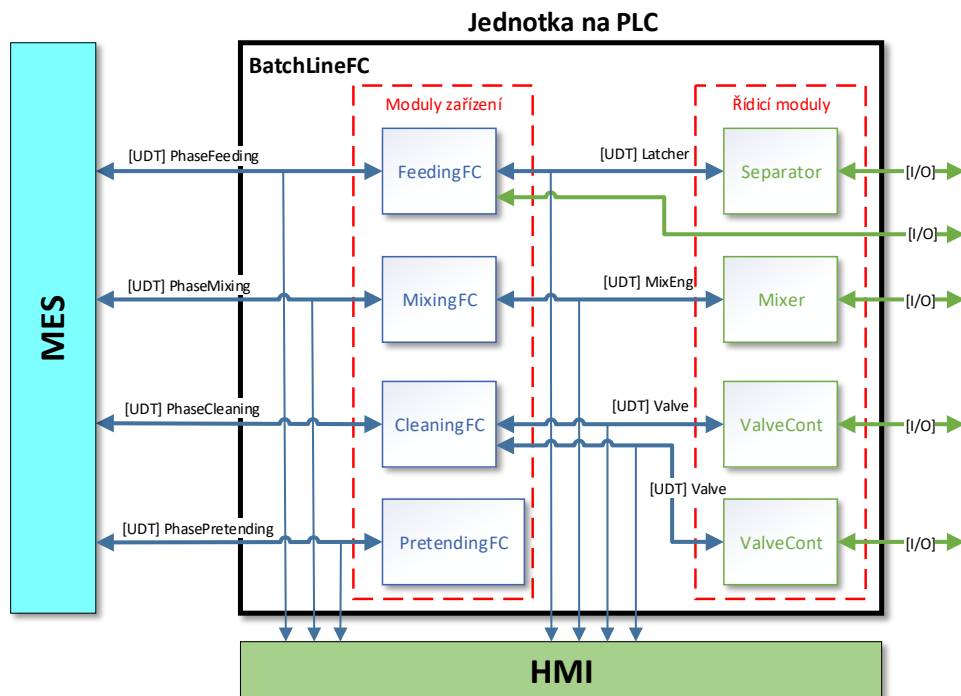 Jednotka na PLC
BatchLineFC
Moduly zařízení
Řídicí moduly
MES
[UDT] PhaseFeeding
FeedingFC
[UDT] Latcher
Separator
[I/O]
[I/O]
[UDT] PhaseMixing
MixingFC
[UDT] MixEng
Mixer
[I/O]
[UDT] PhaseCleaning
CleaningFC
[UDT] Valve
ValveCont
[I/O]
[UDT] Valve
[UDT] PhasePretending
PretendingFC
ValveCont
[I/O]
HMI